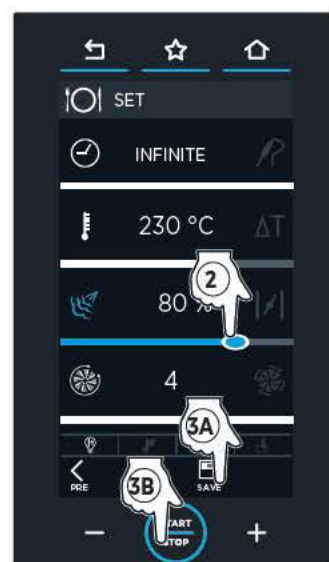 SET
INFINITE
230 °C
ΔT
2
80 %
4
3A
PRE
SAVE
3B
START
STOP
− +